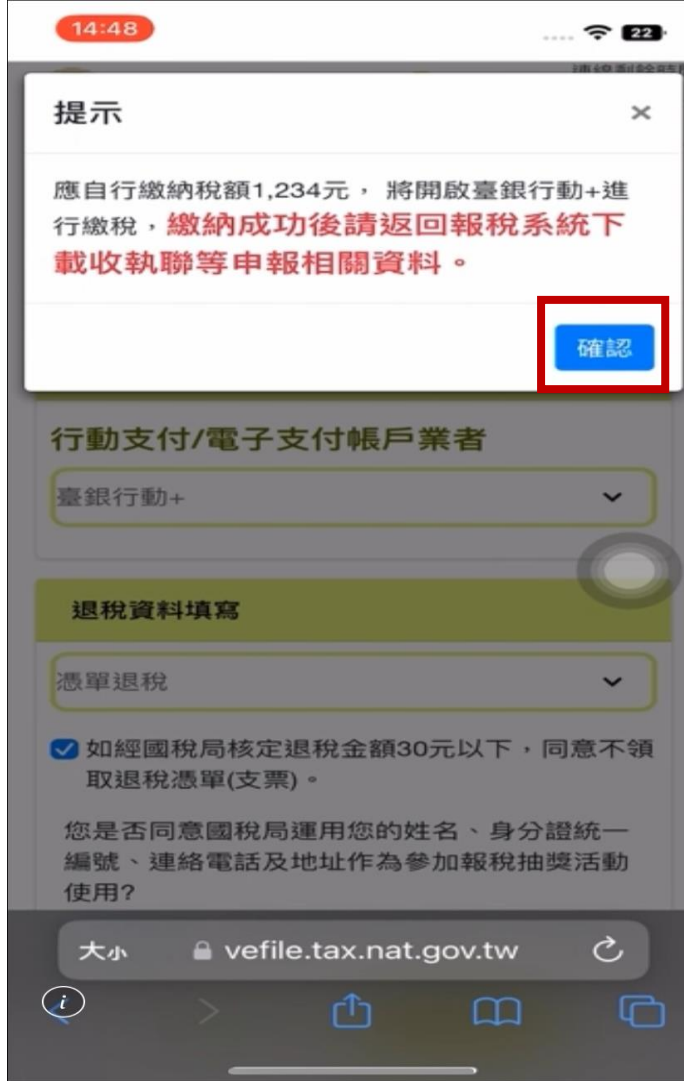 14:48
22
提示
×
應自行繳納稅額1,234元， 將開啟臺銀行動+進
行繳稅，繳納成功後請返回報稅系統下
載收執聯等申報相關資料。
確認
行動支付/電子支付帳戶業者
臺銀行動+
退稅資料填寫
憑單退稅
如經國稅局核定退稅金額30元以下，同意不領
取退稅憑單(支票)。
您是否同意國稅局運用您的姓名、身分證統一
編號、連絡電話及地址作為參加報稅抽獎活動
使用?
大小 vefile.tax.nat.gov.tw
i